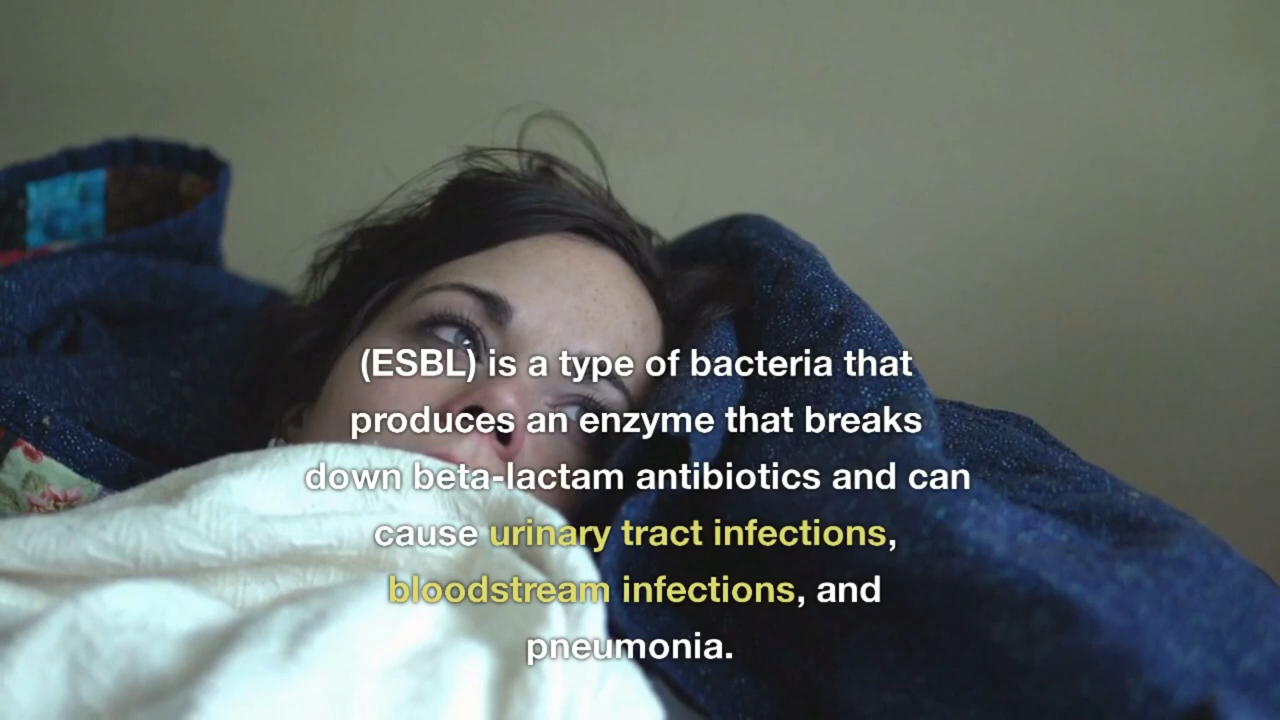 (ESBL) is a type of bacteria that
produces an enzyme that breaks
down beta-lactam antibiotics and can
cause urinary tract infections,
bloodstream infections, and
pneumonia.